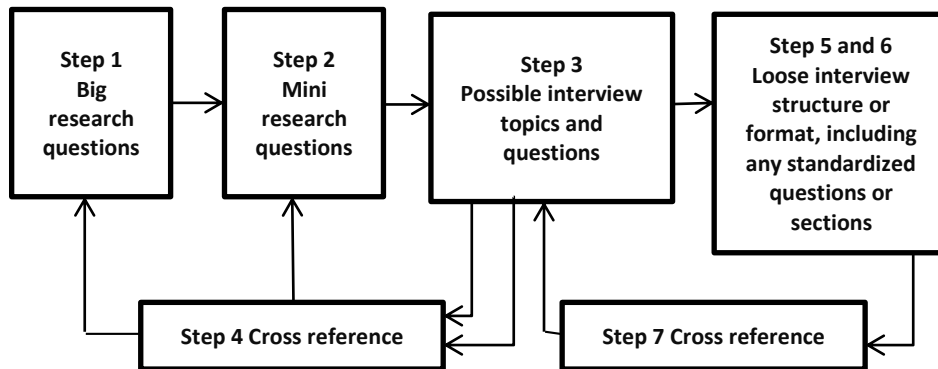 Step 1
Big
research
questions
Step 2
Mini
research
questions
Step 3
Possible interview
topics and
questions
Step 5 and 6
Loose interview
structure or
format, including
any standardized
questions or
sections
Step 4 Cross reference
Step 7 Cross reference